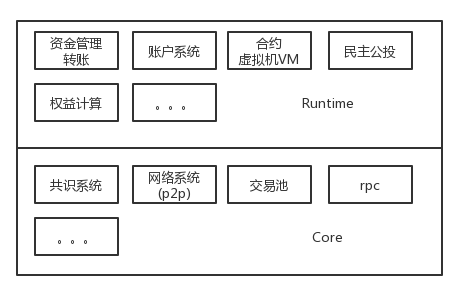 资金管理
转账
账户系统
合约
虚拟机VM
民主公投
权益计算
。。。
Runtime
共识系统
网络系统
(p2p)
交易池
rpc
。。。
Core